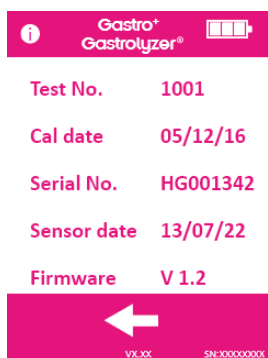 i
Gastro+
Gastrolyzer®
Test No. 1001
Cal date 05/12/16
Serial No. HG001342
Sensor date 13/07/22
Firmware V 1.2
VX.XX SN:XXXXXXXX